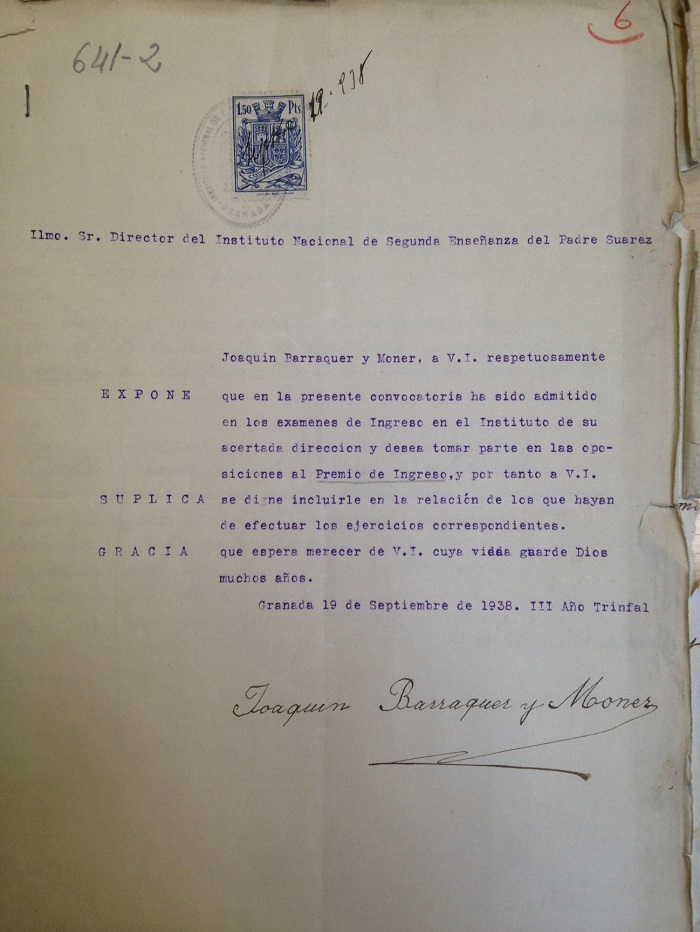 641-2
6
1,50 Pts
19-938
Ilmo. Sr. Director del Instituto Nacional de Segunda Enseñanza del Padre Suarez
Joaquin Barraquer y Moner, a V.I. respetuosamente
E X P O N E que en la presente convocatoria ha sido admitido
en los examenes de Ingreso en el Instituto de su
acertada direccion y desea tomar parte en las opo-
siciones al Premio de Ingreso,y por tanto a V.I.
S U P L I C A se digne incluirle en la relación de los que hayan
de efectuar los ejercicios correspondientes.
G R A C I A que espera merecer de V.I. cuya vida guarde Dios
muchos años.
Granada 19 de Septiembre de 1938. III Año Trinfal
Joaquin Barraquer y Moner